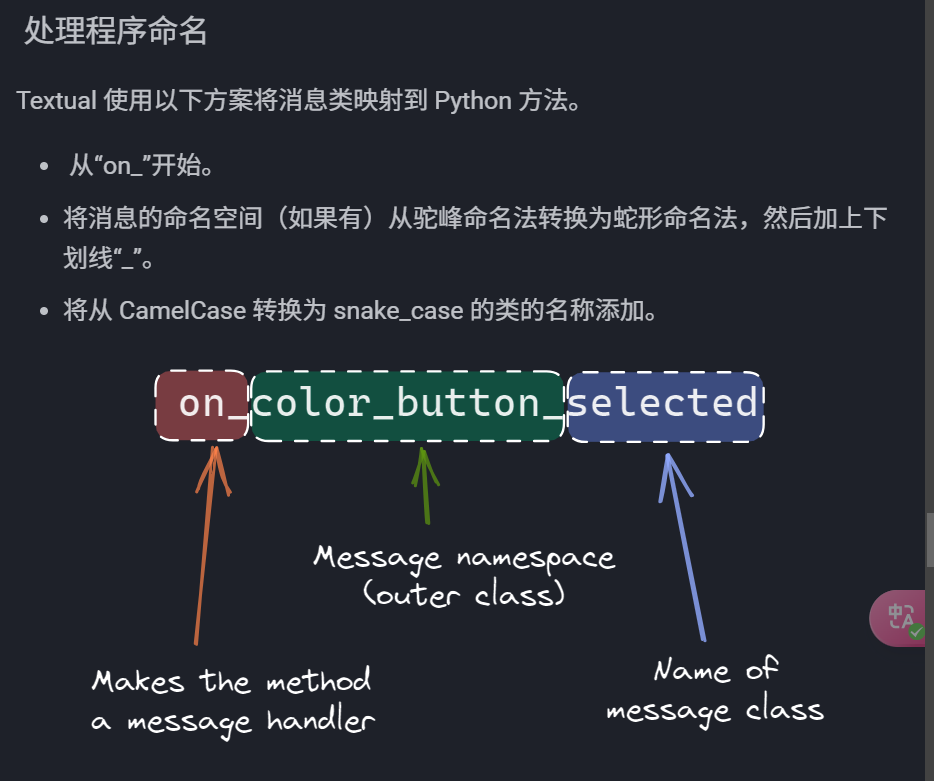 处理程序命名
Textual 使用以下方案将消息类映射到 Python 方法。
• 从“on_”开始。
• 将消息的命名空间（如果有）从驼峰命名法转换为蛇形命名法，然后加上下
划线“_”。
• 将从 CamelCase 转换为 snake_case 的类的名称添加。
on_color_button_selected
Message namespace
(outer class)
Makes the method
a message handler
Name of
message class
中A